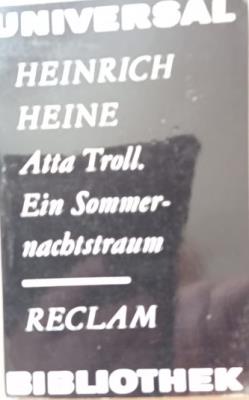 UNIVERSAL
HEINRICH
HEINE
Atta Troll.
Ein Sommer-
nachtstraum
RECLAM
BIBLIOTHEK